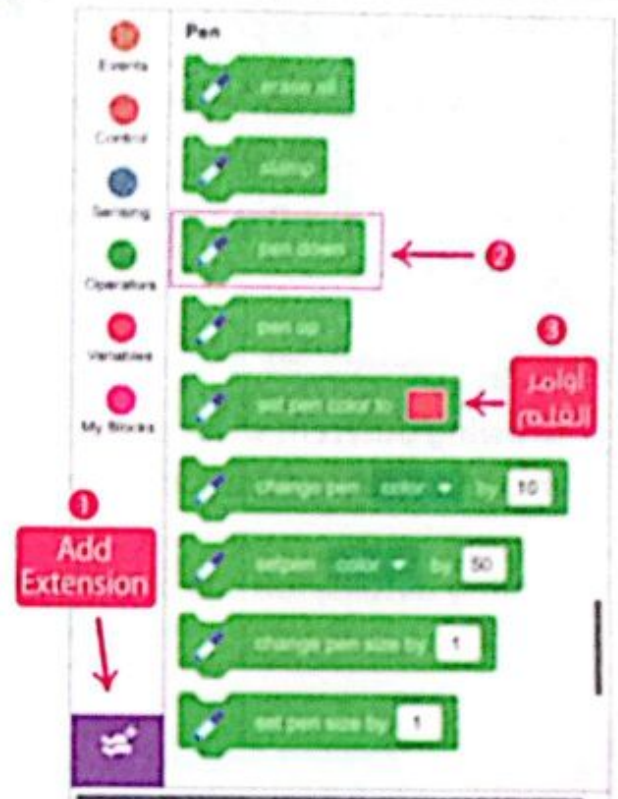 Pen
Events
erase all
Control
stamp
Sensing
pen down
2
Operators
pen up
3
Variables
set pen color to
أوامر
القلم
My Blocks
change pen color by 10
1
Add
Extension
setpen color by 50
change pen size by 1
set pen size by 1